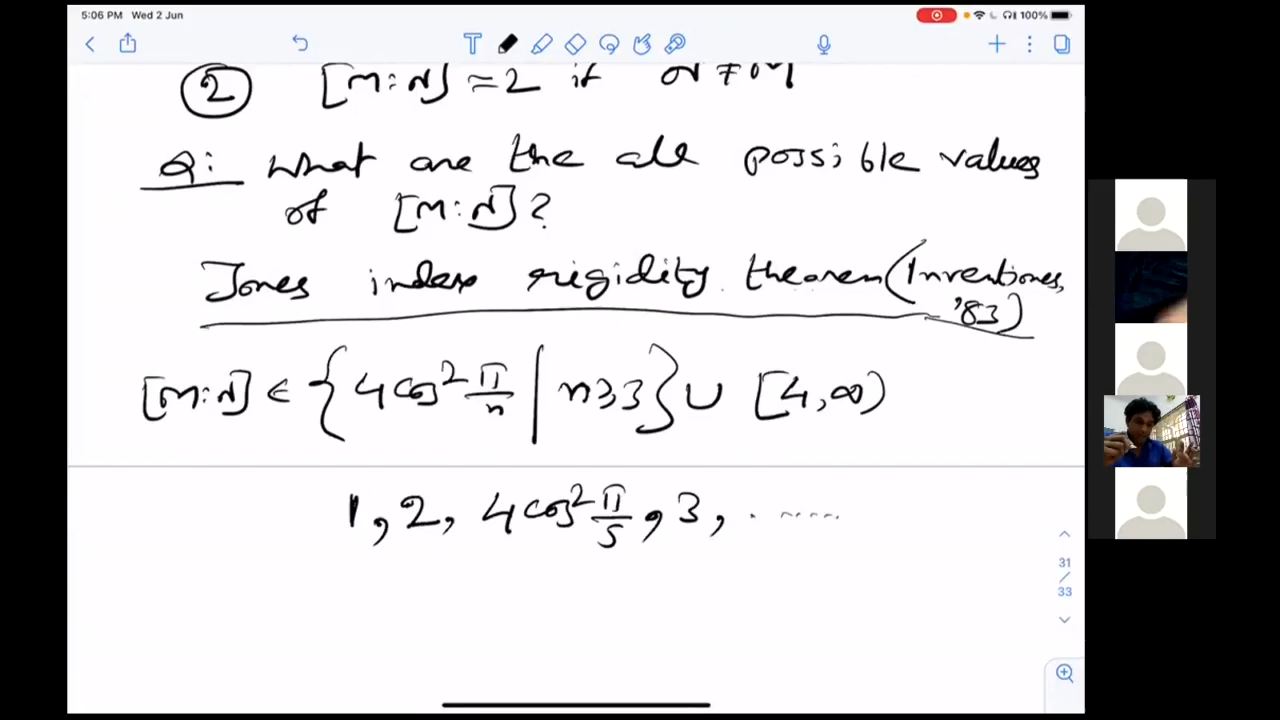 5:06 PM Wed 2 Jun
100%
② [M:N] = 2 if N ≠ M
Q: What are the all possible values
of [M:N]?
Jones index rigidity theorem (Inventiones,
'83)
[M:N] ∈ {4cos² π/n | n≥3} ∪ [4,∞)
1, 2, 4cos² π/5, 3, . ......
31
/
33